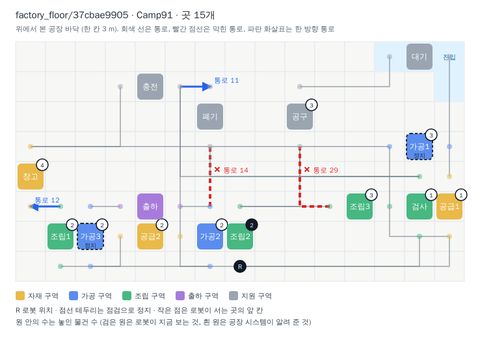 factory_floor/37cbae9905 · Camp91 · 곳 15개
위에서 본 공장 바닥 (한 칸 3 m). 회색 선은 통로, 빨간 점선은 막힌 통로, 파란 화살표는 한 방향 통로
대기
진입
충전
통로 11
3
폐기
공구
3
가공1
정지
4
창고
통로 14
통로 29
통로 12
출하
3
조립3
1
검사
1
공급1
2
조립1
2
가공3
정지
2
공급2
2
가공2
2
조립2
R
자재 구역
가공 구역
조립 구역
출하 구역
지원 구역
R 로봇 위치 · 점선 테두리는 점검으로 정지 · 작은 점은 로봇이 서는 곳의 앞 칸
원 안의 수는 놓인 물건 수 (검은 원은 로봇이 지금 보는 것, 흰 원은 공장 시스템이 알려 준 것)